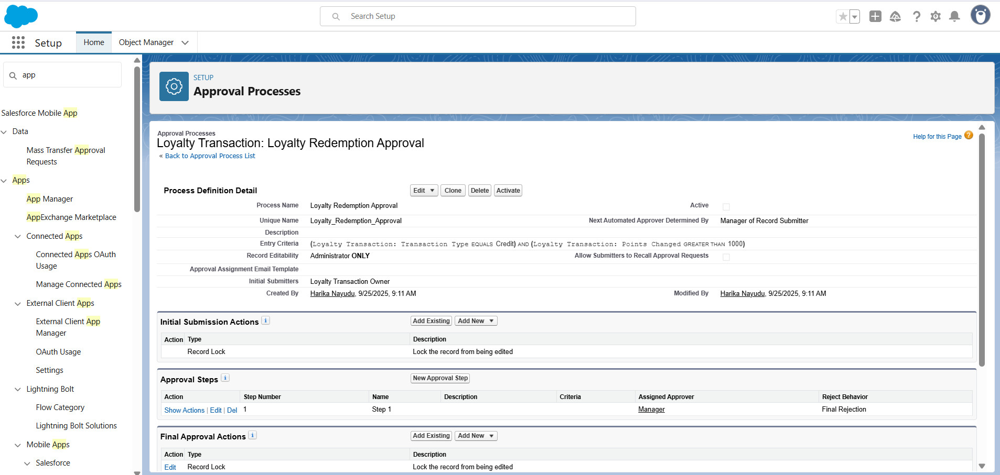 Search Setup
Setup
Home
Object Manager
app
Salesforce Mobile App
Data
Mass Transfer Approval
Requests
Apps
App Manager
AppExchange Marketplace
Connected Apps
Connected Apps OAuth
Usage
Manage Connected Apps
External Client Apps
External Client App
Manager
OAuth Usage
Settings
Lightning Bolt
Flow Category
Lightning Bolt Solutions
Mobile Apps
Salesforce
SETUP
Approval Processes
Approval Processes
Loyalty Transaction: Loyalty Redemption Approval
« Back to Approval Process List
Help for this Page ?
Process Definition Detail Edit Clone Delete Activate
Process Name Loyalty Redemption Approval Active
Unique Name Loyalty_Redemption_Approval Next Automated Approver Determined By Manager of Record Submitter
Description
Entry Criteria (Loyalty Transaction: Transaction Type EQUALS Credit) AND (Loyalty Transaction: Points Changed GREATER THAN 1000)
Record Editability Administrator ONLY Allow Submitters to Recall Approval Requests
Approval Assignment Email Template
Initial Submitters Loyalty Transaction Owner
Created By Harika Nayudu, 9/25/2025, 9:11 AM Modified By Harika Nayudu, 9/25/2025, 9:11 AM
Initial Submission Actions i Add Existing Add New
Action Type Description
Record Lock Lock the record from being edited
Approval Steps i New Approval Step
Action Step Number Name Description Criteria Assigned Approver Reject Behavior
Show Actions | Edit | Del 1 Step 1 Manager Final Rejection
Final Approval Actions i Add Existing Add New
Action Type Description
Edit Record Lock Lock the record from being edited